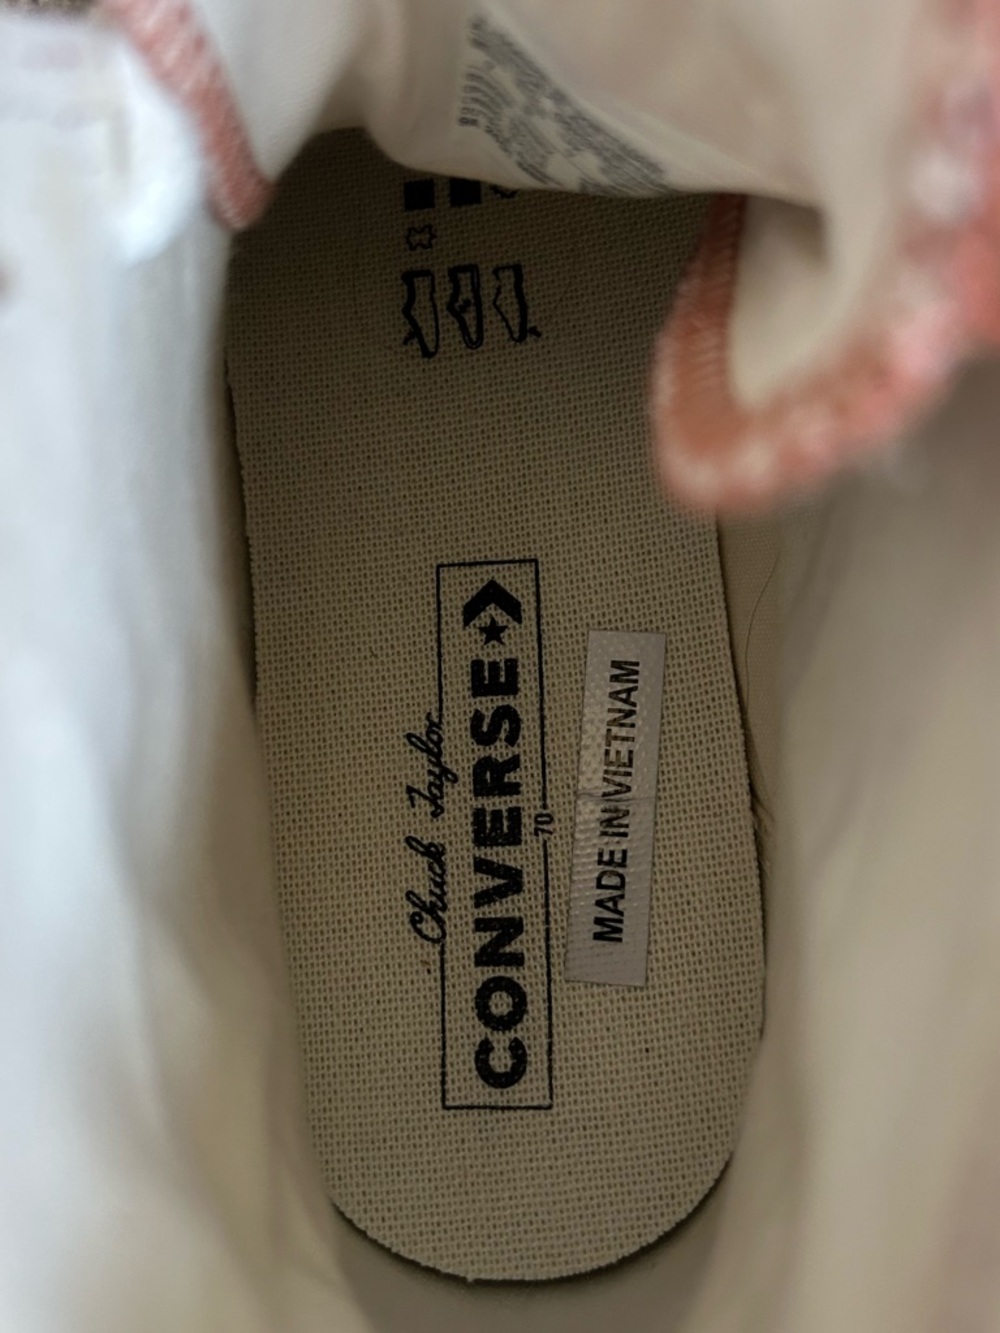 Chuck Taylor
CONVERSE
70
MADE IN VIETNAM